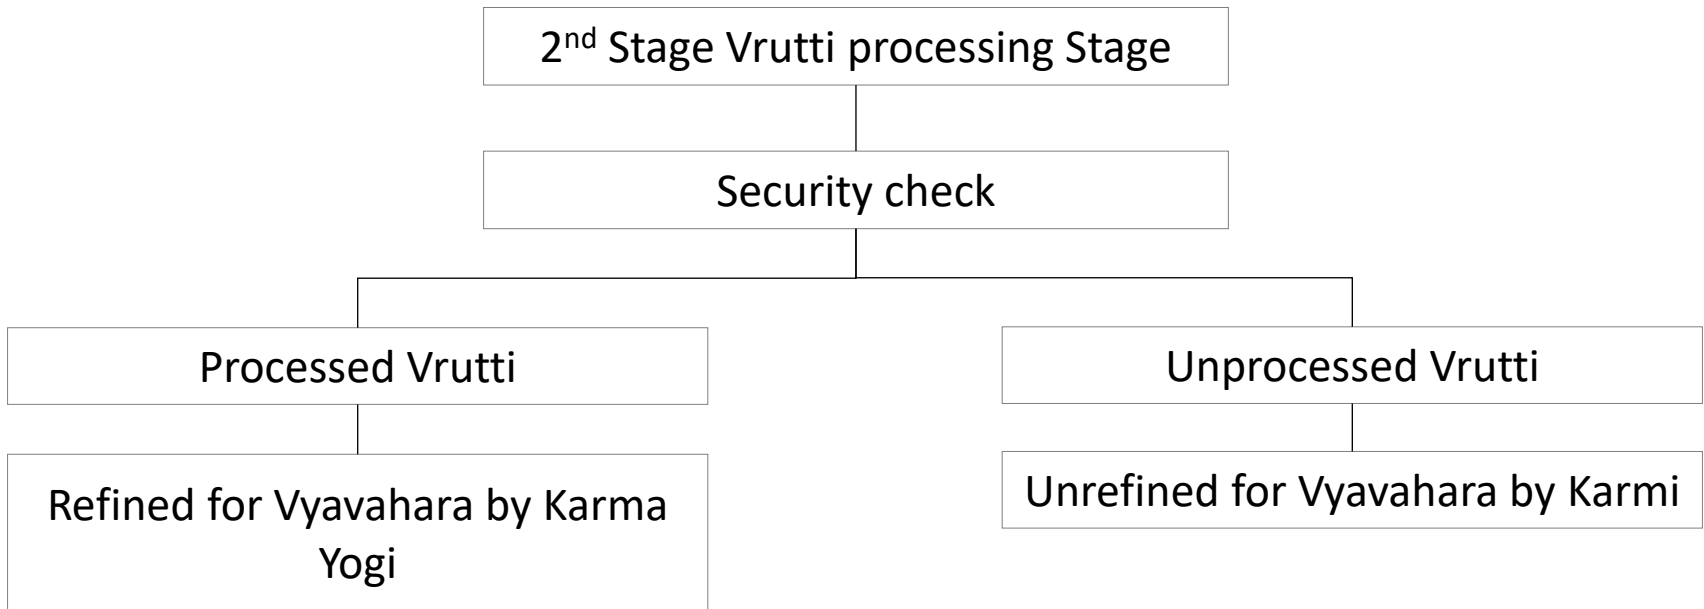 2nd Stage Vrutti processing Stage
Security check
Processed Vrutti
Unprocessed Vrutti
Refined for Vyavahara by Karma
Yogi
Unrefined for Vyavahara by Karmi